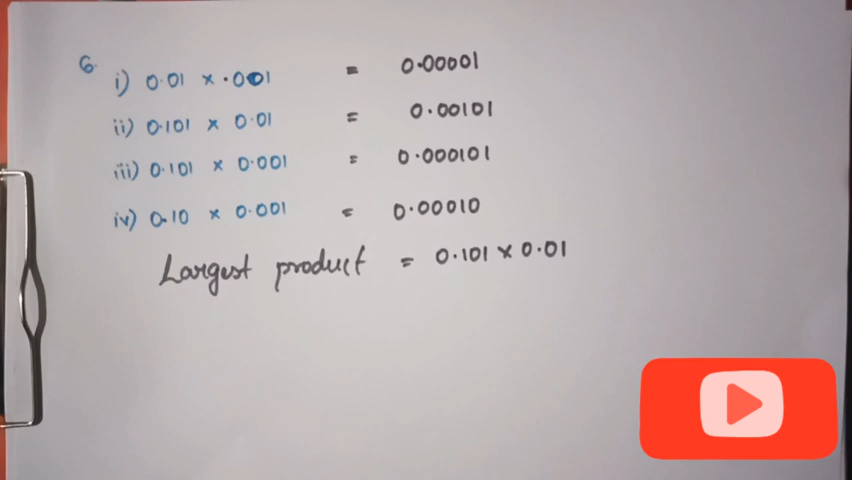 6. i) 0.01 × .001 = 0.00001
ii) 0.101 × 0.01 = 0.00101
iii) 0.101 × 0.001 = 0.000101
iv) 0.10 × 0.001 = 0.00010
Largest product = 0.101 × 0.01